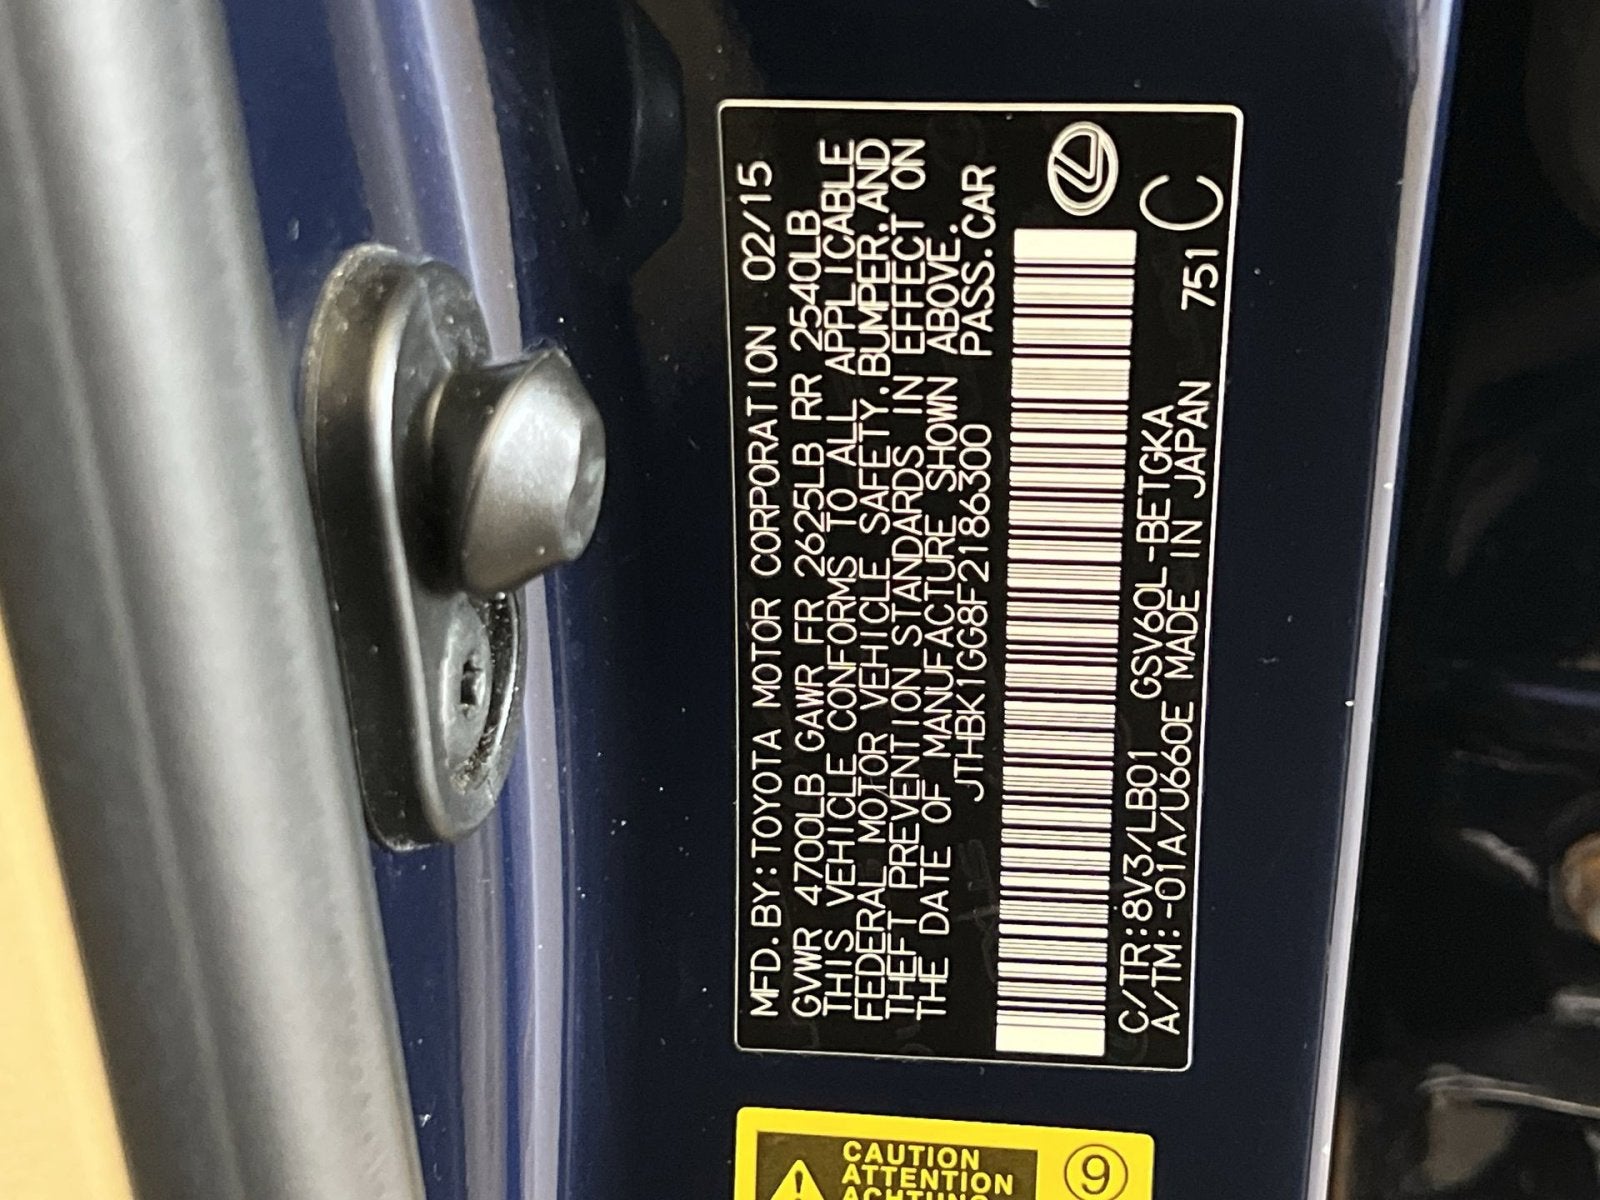 MFD.BY:TOYOTA MOTOR CORPORATION 02/15
GVWR 4700LB GAWR FR 2625LB RR 2540LB
THIS VEHICLE CONFORMS TO ALL APPLICABLE
FEDERAL MOTOR VEHICLE SAFETY,BUMPER,AND
THEFT PREVENTION STANDARDS IN EFFECT ON
THE DATE OF MANUFACTURE SHOWN ABOVE.
JTHBK1GG8F2186300 PASS.CAR
C/TR:8V3/LB01 GSV60L-BETGKA
A/TM:-01A/U660E MADE IN JAPAN 751 C
CAUTION
ATTENTION
ACHTUNG
9